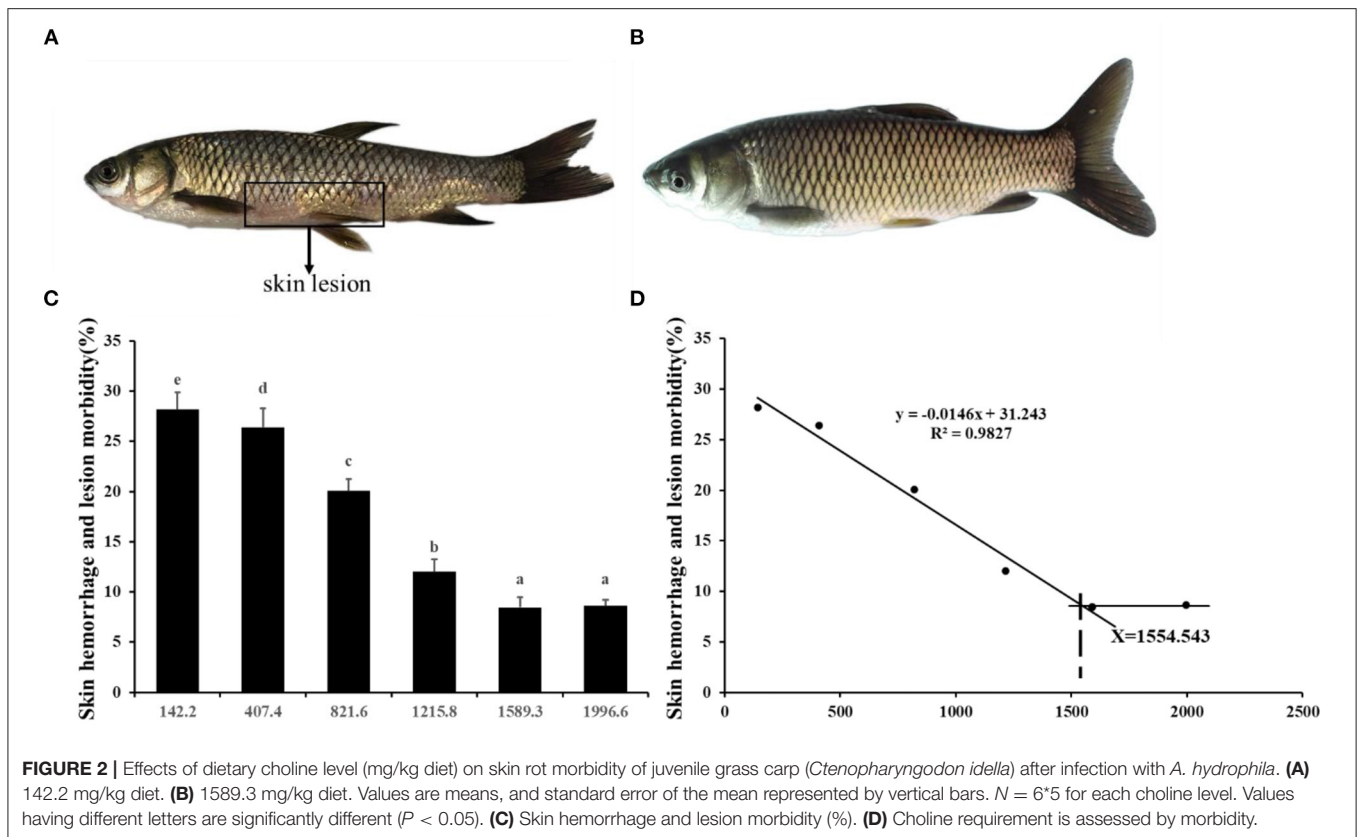 A
B
skin lesion
C
D
Skin hemorrhage and lesion morbidity(%)
35
30
25
20
15
10
5
0
e
d
c
b
a
a
142.2 407.4 821.6 1215.8 1589.3 1996.6
Skin hemorrhage and lesion morbidity(%)
35
30
25
20
15
10
5
0
y = -0.0146x + 31.243
R² = 0.9827
X=1554.543
0 500 1000 1500 2000 2500
FIGURE 2 | Effects of dietary choline level (mg/kg diet) on skin rot morbidity of juvenile grass carp (Ctenopharyngodon idella) after infection with A. hydrophila. (A)
142.2 mg/kg diet. (B) 1589.3 mg/kg diet. Values are means, and standard error of the mean represented by vertical bars. N = 6*5 for each choline level. Values
having different letters are significantly different (P < 0.05). (C) Skin hemorrhage and lesion morbidity (%). (D) Choline requirement is assessed by morbidity.